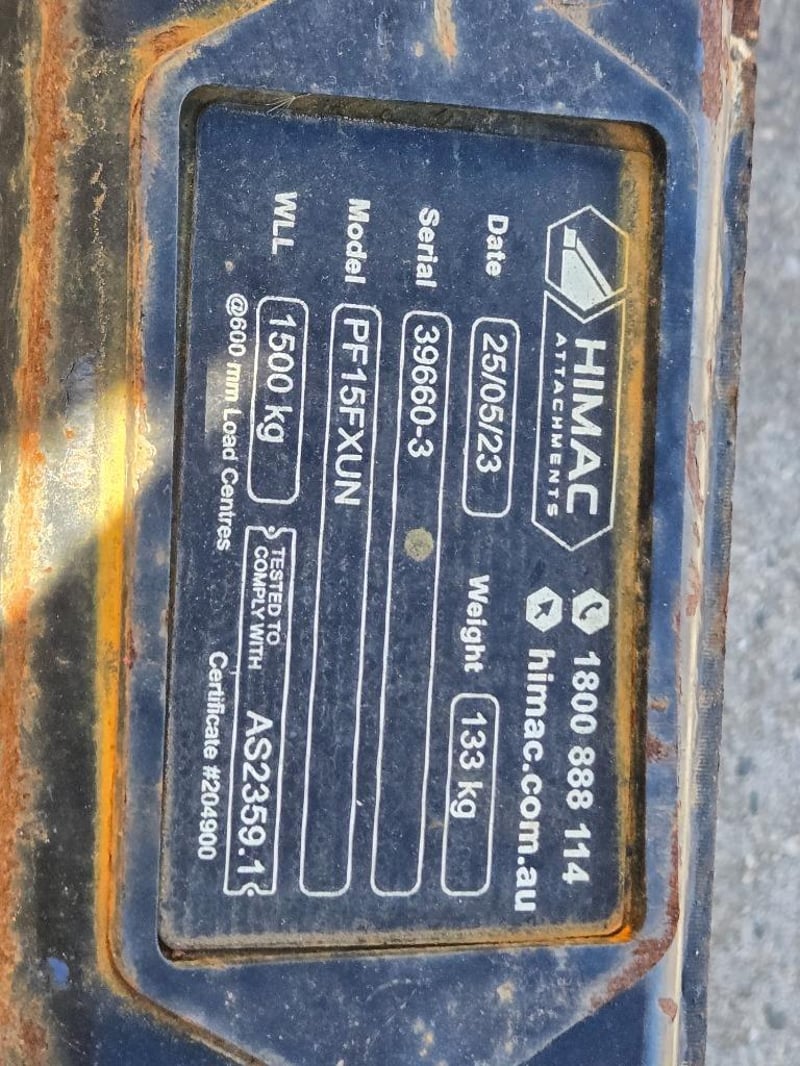 HIMAC
ATTACHMENTS
1800 888 114
himac.com.au
Date 25/05/23 Weight 133 kg
Serial 39660-3
Model PF15FXUN
WLL 1500 kg TESTED TO
COMPLY WITH AS2359.1
@600 mm Load Centres Certificate #204900